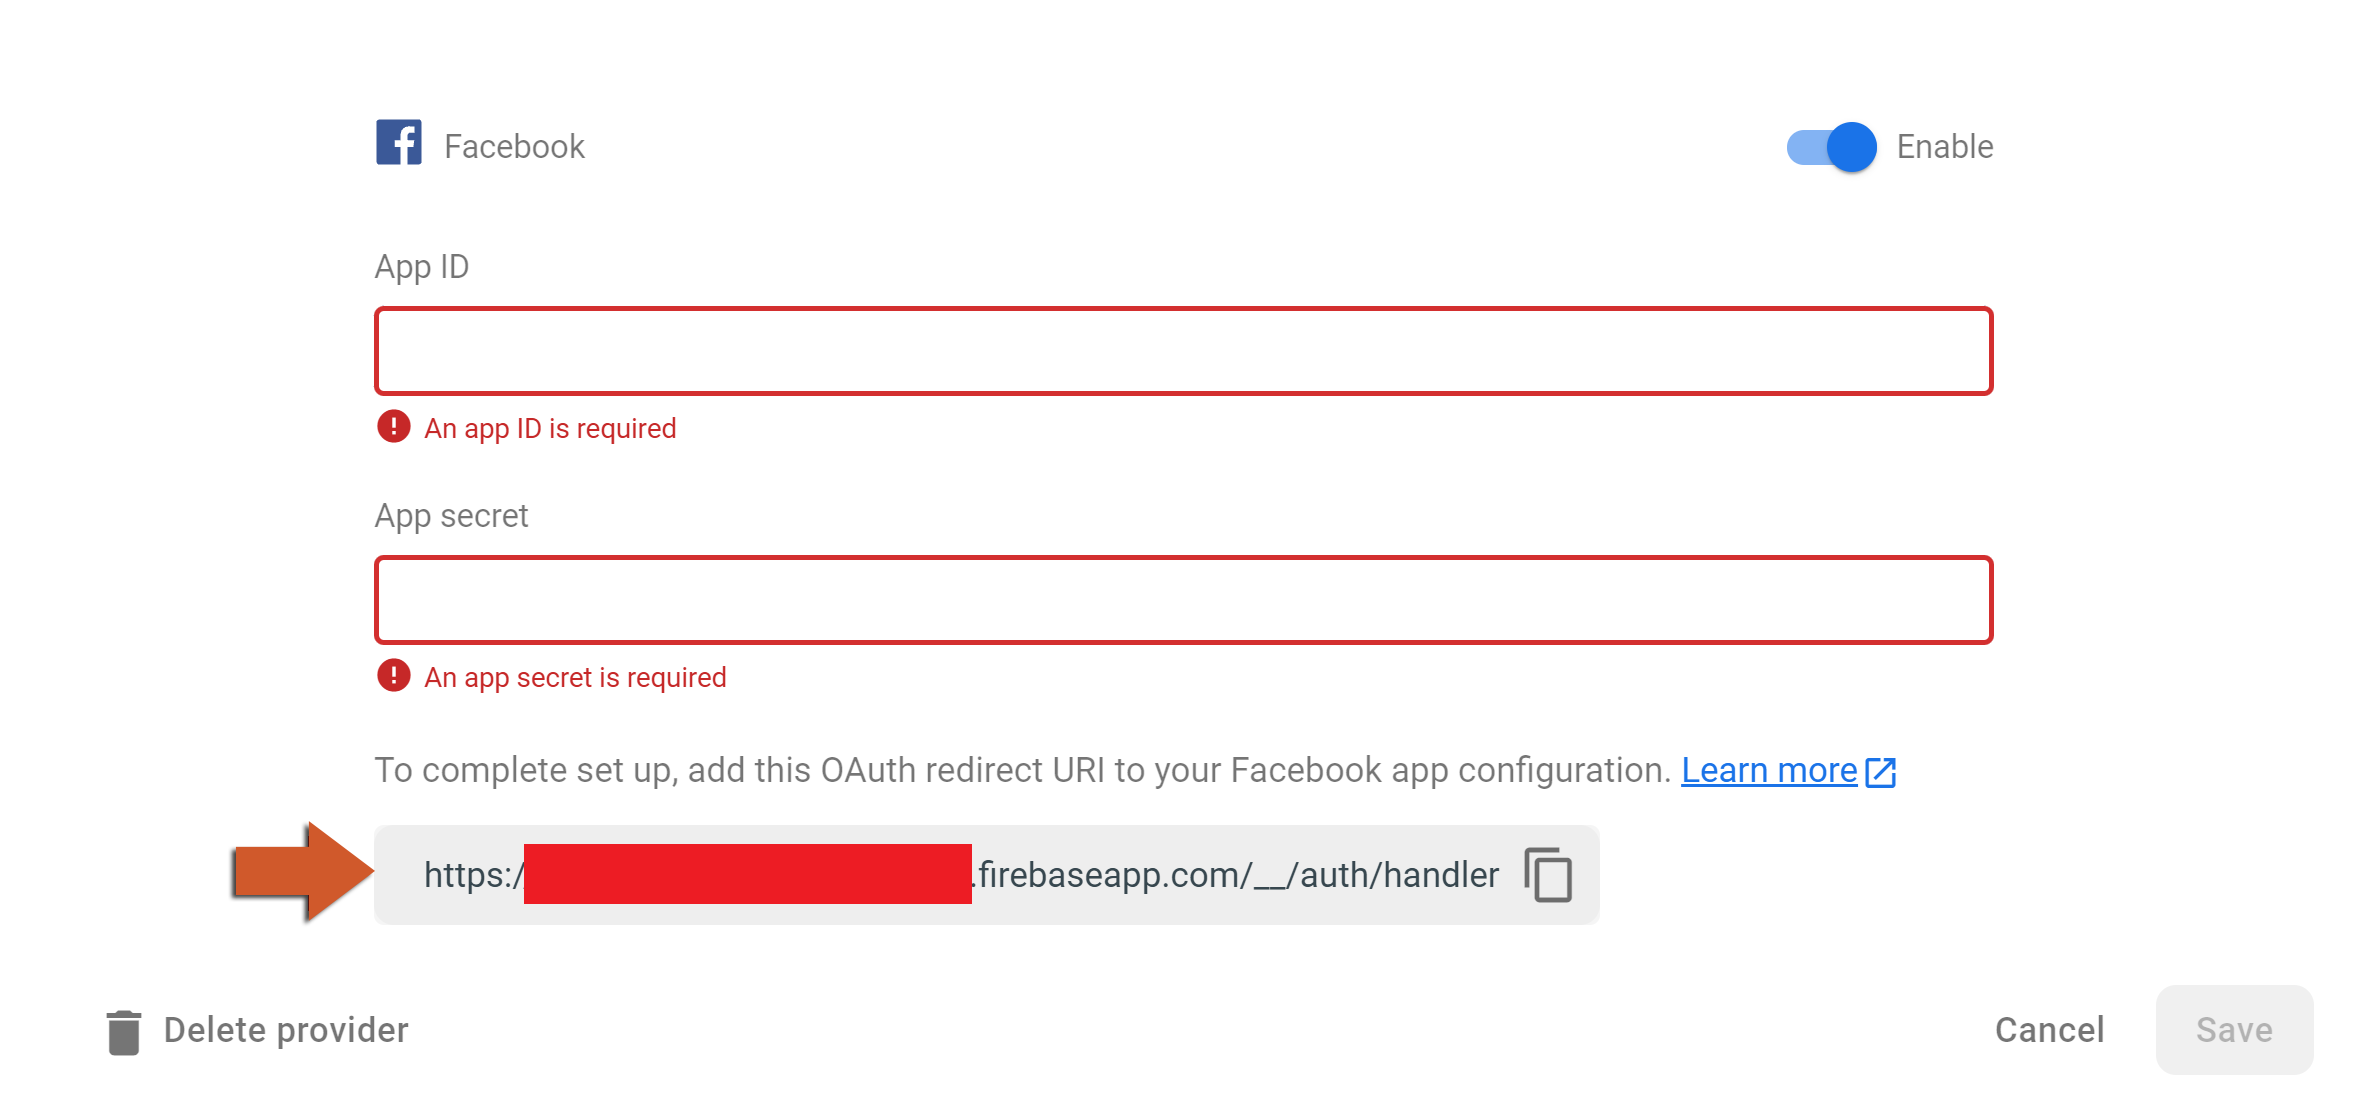 Facebook
Enable
App ID
An app ID is required
App secret
An app secret is required
To complete set up, add this OAuth redirect URI to your Facebook app configuration. Learn more
https:/ .firebaseapp.com/__/auth/handler
Delete provider
Cancel
Save